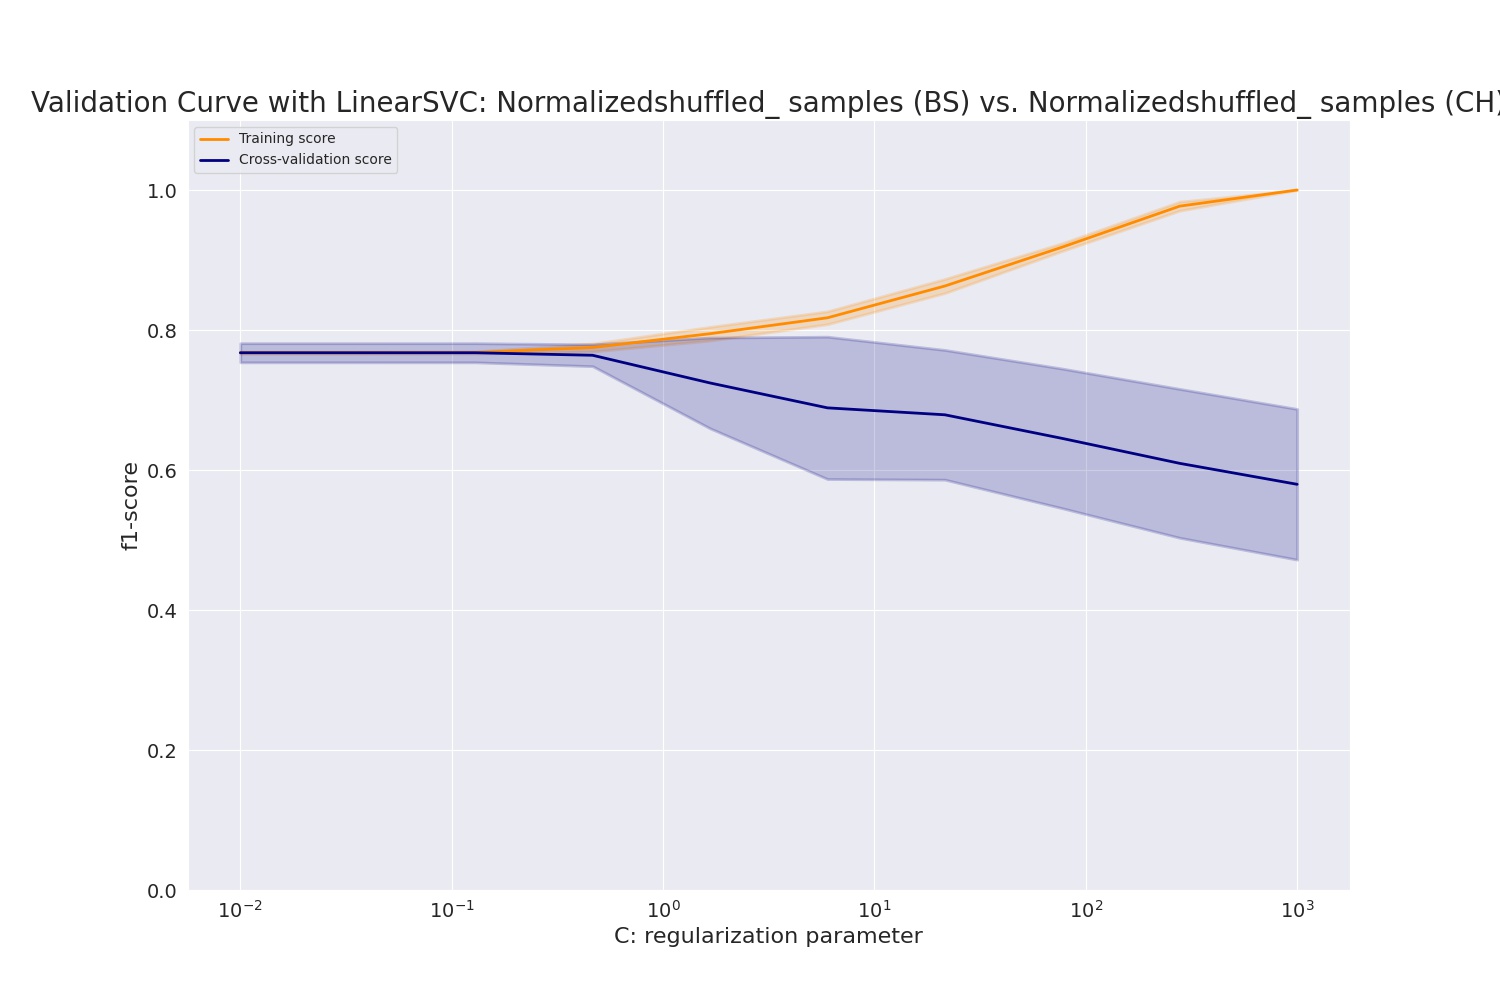 Validation Curve with LinearSVC: Normalizedshuffled_ samples (BS) vs. Normalizedshuffled_ samples (CH)
Training score
Cross-validation score
1.0
0.8
0.6
0.4
0.2
0.0
f1-score
10⁻² 10⁻¹ 10⁰ 10¹ 10² 10³
C: regularization parameter